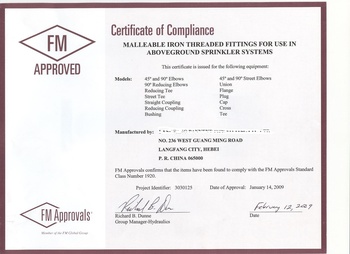 FM
APPROVED
Certificate of Compliance
MALLEABLE IRON THREADED FITTINGS FOR USE IN
ABOVEGROUND SPRINKLER SYSTEMS
This certificate is issued for the following equipment:
Models: 45° and 90° Elbows 45° and 90° Street Elbows
90° Reducing Elbows Union
Reducing Tee Flange
Street Tee Plug
Straight Coupling Cap
Reducing Coupling Cross
Bushing Tee
Manufactured by:
NO. 236 WEST GUANG MING ROAD
LANGFANG CITY, HEBEI
P. R. CHINA 065000
FM Approvals confirms that the items have been found to comply with the FM Approvals Standard
Class Number 1920.
Project Identifier: 3030125 Date of Approval: January 14, 2009
February 12, 2009
Richard B. Dunne Date
Group Manager-Hydraulics
FM Approvals
Member of the FM Global Group